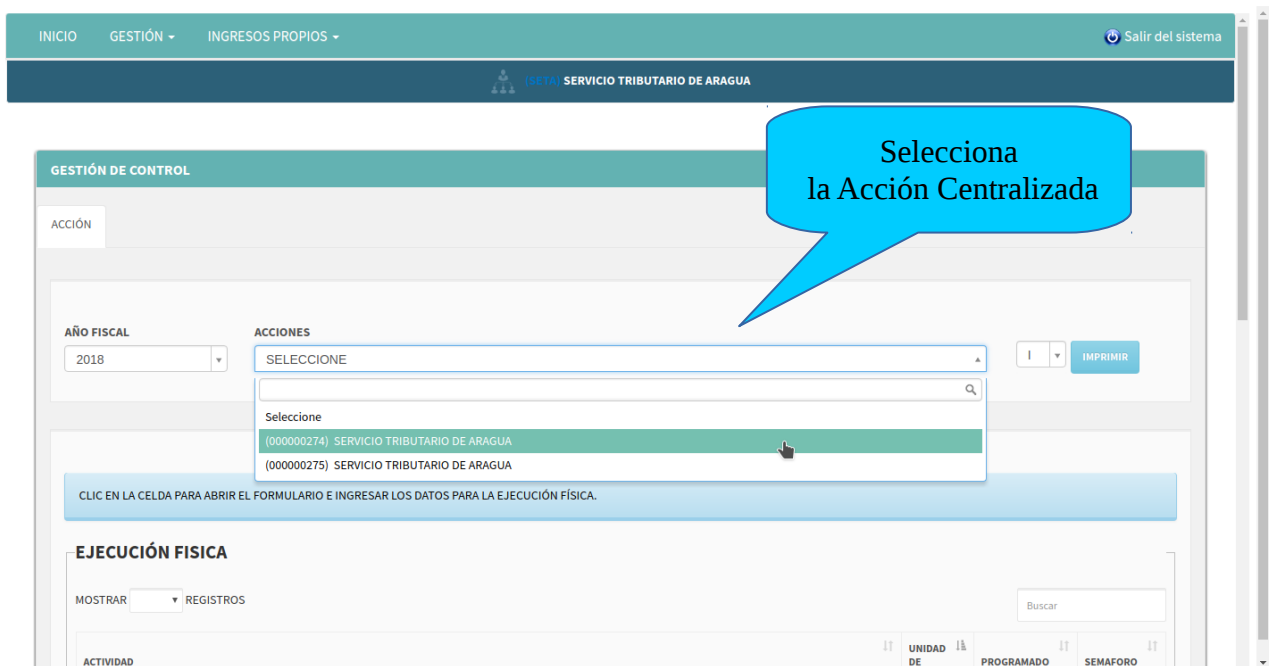 INICIO GESTIÓN INGRESOS PROPIOS Salir del sistema
(SETA) SERVICIO TRIBUTARIO DE ARAGUA
Selecciona
la Acción Centralizada
GESTIÓN DE CONTROL
ACCIÓN
AÑO FISCAL ACCIONES
2018 SELECCIONE I IMPRIMIR
Seleccione
(000000274) SERVICIO TRIBUTARIO DE ARAGUA
(000000275) SERVICIO TRIBUTARIO DE ARAGUA
CLIC EN LA CELDA PARA ABRIR EL FORMULARIO E INGRESAR LOS DATOS PARA LA EJECUCIÓN FÍSICA.
EJECUCIÓN FISICA
MOSTRAR REGISTROS Buscar
UNIDAD
ACTIVIDAD DE PROGRAMADO SEMAFORO